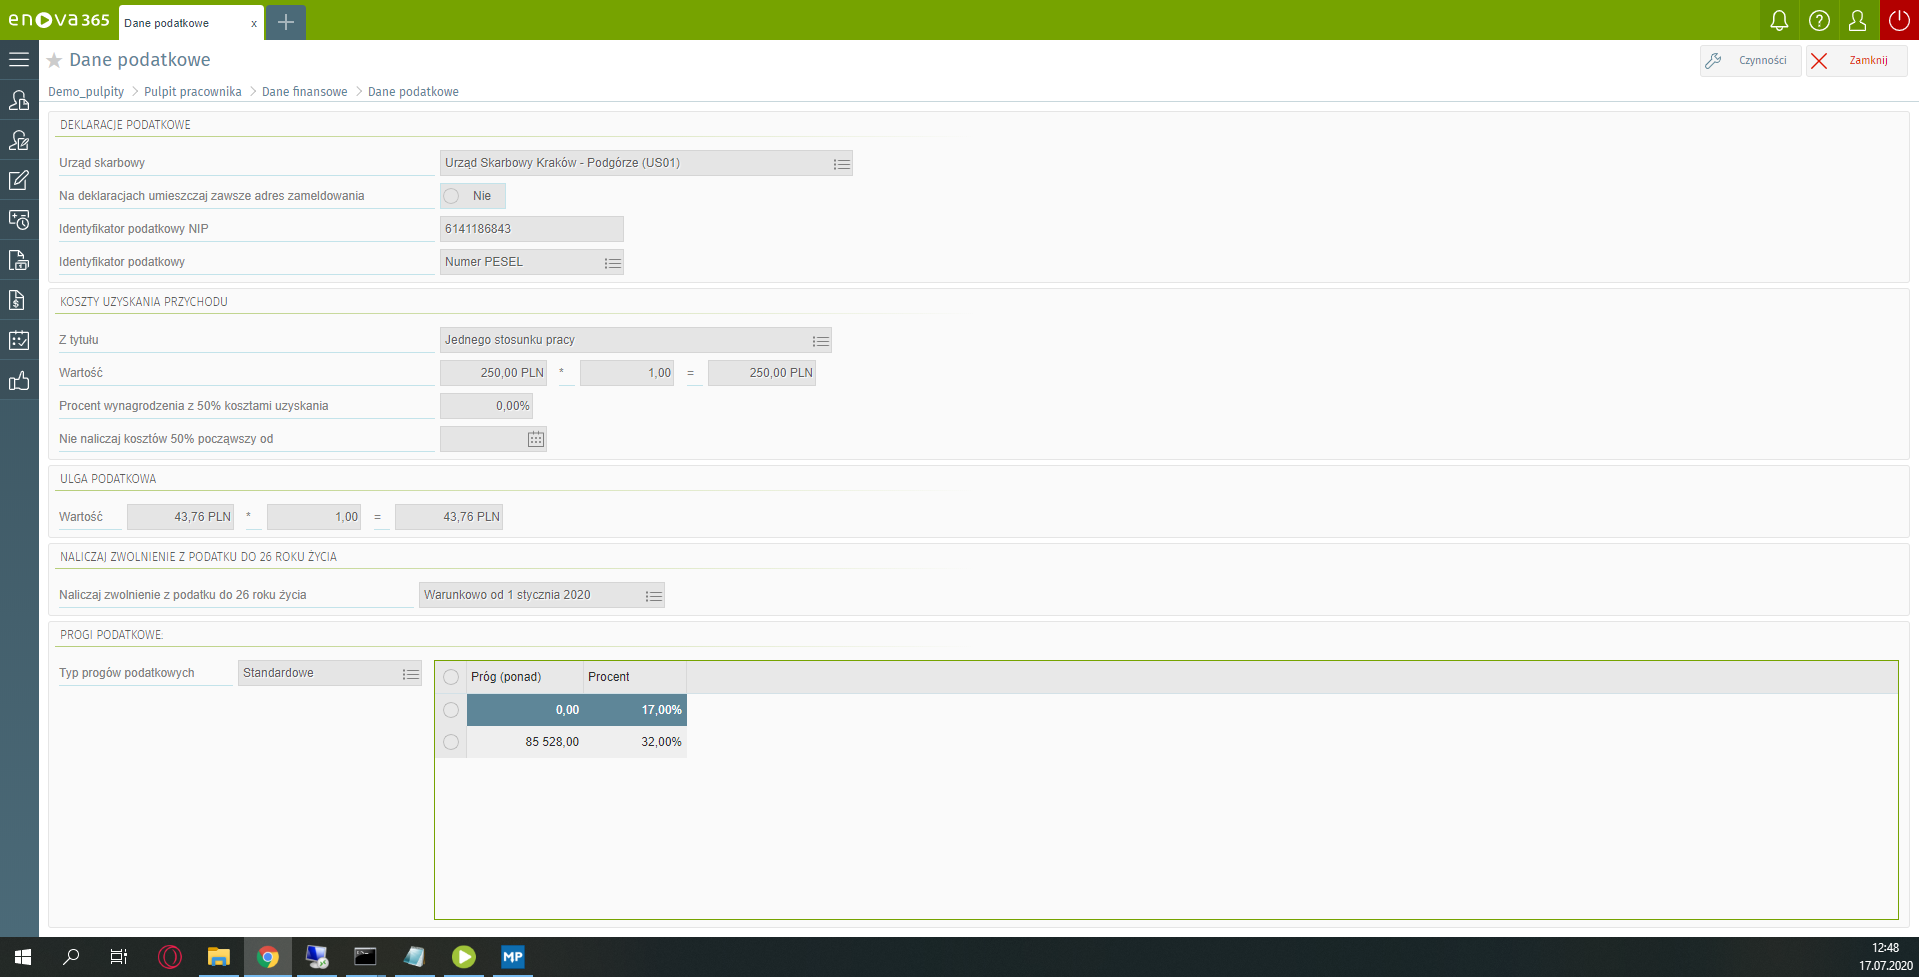 enova365
Dane podatkowe x
Dane podatkowe
Czynności
Zamknij
Demo_pulpity > Pulpit pracownika > Dane finansowe > Dane podatkowe
DEKLARACJE PODATKOWE
Urząd skarbowy Urząd Skarbowy Kraków - Podgórze (US01)
Na deklaracjach umieszczaj zawsze adres zameldowania Nie
Identyfikator podatkowy NIP 6141186843
Identyfikator podatkowy Numer PESEL
KOSZTY UZYSKANIA PRZYCHODU
Z tytułu Jednego stosunku pracy
Wartość 250,00 PLN * 1,00 = 250,00 PLN
Procent wynagrodzenia z 50% kosztami uzyskania 0,00%
Nie naliczaj kosztów 50% począwszy od
ULGA PODATKOWA
Wartość 43,76 PLN * 1,00 = 43,76 PLN
NALICZAJ ZWOLNIENIE Z PODATKU DO 26 ROKU ŻYCIA
Naliczaj zwolnienie z podatku do 26 roku życia Warunkowo od 1 stycznia 2020
PROGI PODATKOWE:
Typ progów podatkowych Standardowe
Próg (ponad) Procent
0,00 17,00%
85 528,00 32,00%
MP
12:48
17.07.2020